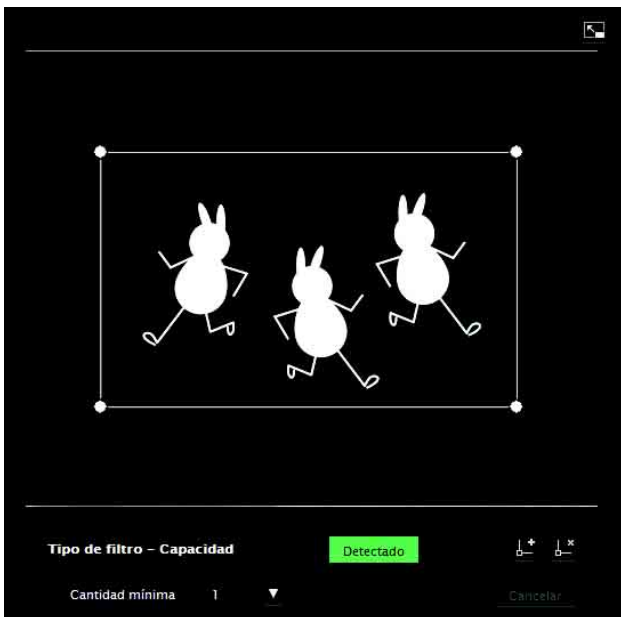 Tipo de filtro – Capacidad
Detectado
Cantidad mínima
1
Cancelar